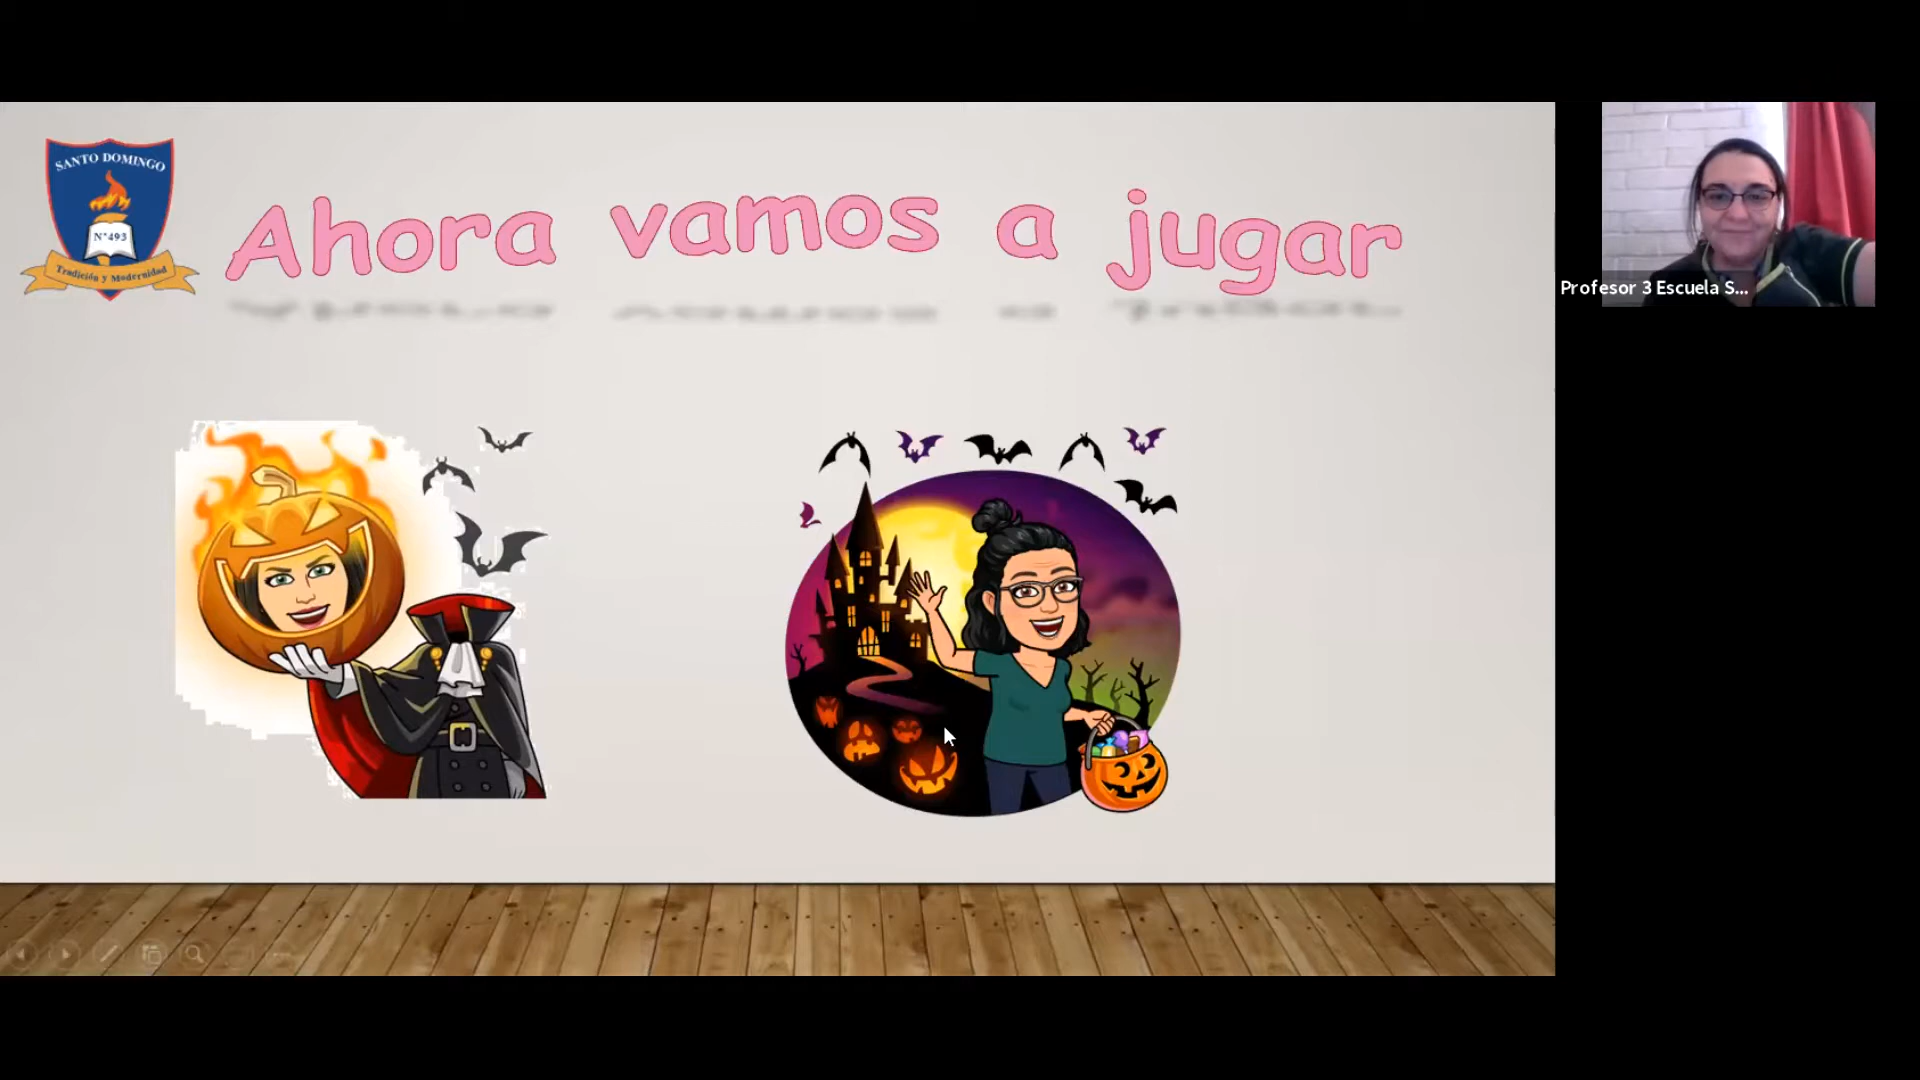 SANTO DOMINGO
N°493
Tradición y Modernidad
Ahora vamos a jugar
Profesor 3 Escuela S...